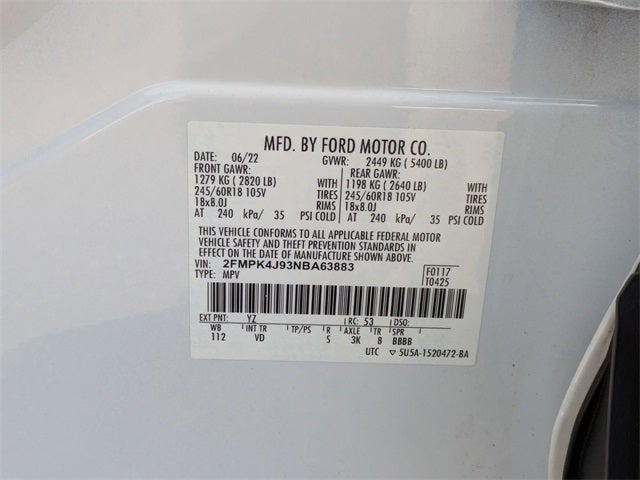 MFD. BY FORD MOTOR CO.
DATE: 06/22 GVWR: 2449 KG ( 5400 LB)
FRONT GAWR: REAR GAWR:
1279 KG ( 2820 LB) WITH 1198 KG ( 2640 LB) WITH
245/60R18 105V TIRES 245/60R18 105V TIRES
18x8.0J RIMS 18x8.0J RIMS
AT 240 kPa/ 35 PSI COLD AT 240 kPa/ 35 PSI COLD
THIS VEHICLE CONFORMS TO ALL APPLICABLE FEDERAL MOTOR
VEHICLE SAFETY AND THEFT PREVENTION STANDARDS IN
EFFECT ON THE DATE OF MANUFACTURE SHOWN ABOVE.
VIN: 2FMPK4J93NBA63883 F0117
TYPE: MPV T0425
EXT PNT: YZ RC: 53 DSO:
WB INT TR TP/PS R AXLE TR SPR
112 VD S 3K 8 BBBB
UTC ▽ 5U5A-1520472-BA